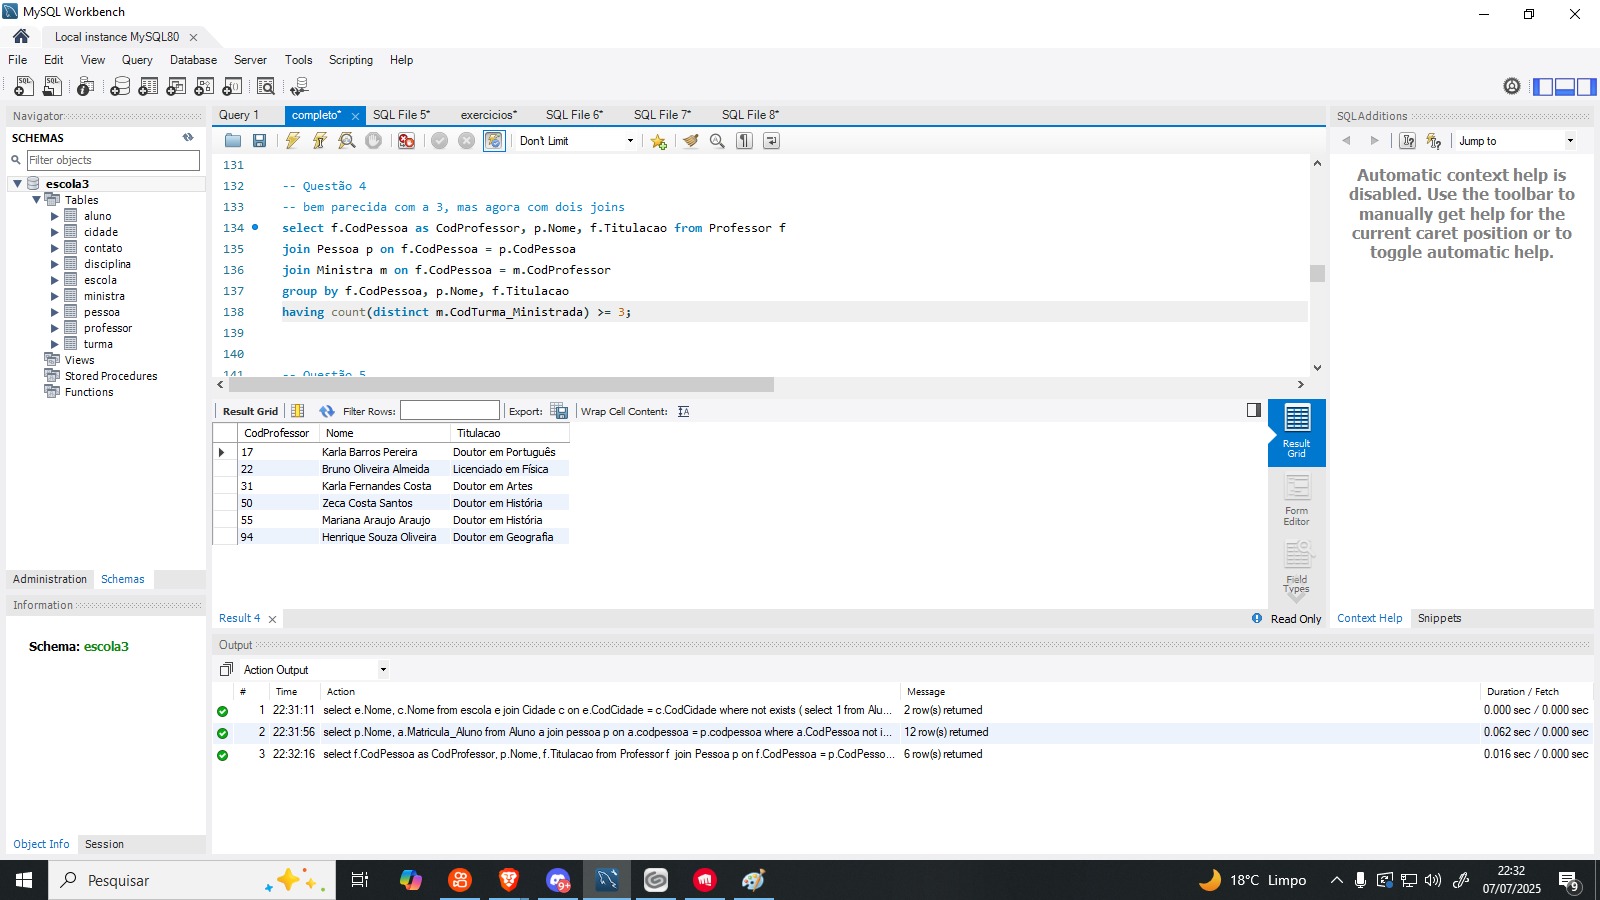 MySQL Workbench
Local instance MySQL80
File Edit View Query Database Server Tools Scripting Help
Navigator
SCHEMAS
Filter objects
escola3
Tables
aluno
cidade
contato
disciplina
escola
ministra
pessoa
professor
turma
Views
Stored Procedures
Functions
Administration Schemas
Information
Schema: escola3
Object Info Session
Query 1 completo* SQL File 5* exercicios* SQL File 6* SQL File 7* SQL File 8*
Don't Limit
131
132 -- Questão 4
133 -- bem parecida com a 3, mas agora com dois joins
134 select f.CodPessoa as CodProfessor, p.Nome, f.Titulacao from Professor f
135 join Pessoa p on f.CodPessoa = p.CodPessoa
136 join Ministra m on f.CodPessoa = m.CodProfessor
137 group by f.CodPessoa, p.Nome, f.Titulacao
138 having count(distinct m.CodTurma_Ministrada) >= 3;
139
140
141 -- Questão 5
Result Grid Filter Rows: Export: Wrap Cell Content:
CodProfessor Nome Titulacao
17 Karla Barros Pereira Doutor em Português
22 Bruno Oliveira Almeida Licenciado em Física
31 Karla Fernandes Costa Doutor em Artes
50 Zeca Costa Santos Doutor em História
55 Mariana Araujo Araujo Doutor em História
94 Henrique Souza Oliveira Doutor em Geografia
Result Grid
Form Editor
Field Types
Result 4
Read Only
SQLAdditions
Jump to
Automatic context help is
disabled. Use the toolbar to
manually get help for the
current caret position or to
toggle automatic help.
Context Help Snippets
Output
Action Output
# Time Action Message Duration / Fetch
1 22:31:11 select e.Nome, c.Nome from escola e join Cidade c on e.CodCidade = c.CodCidade where not exists ( select 1 from Alu... 2 row(s) returned 0.000 sec / 0.000 sec
2 22:31:56 select p.Nome, a.Matricula_Aluno from Aluno a join pessoa p on a.codpessoa = p.codpessoa where a.CodPessoa not i... 12 row(s) returned 0.062 sec / 0.000 sec
3 22:32:16 select f.CodPessoa as CodProfessor, p.Nome, f.Titulacao from Professor f join Pessoa p on f.CodPessoa = p.CodPesso... 6 row(s) returned 0.016 sec / 0.000 sec
Pesquisar
9+
18°C Limpo
22:32
07/07/2025
9